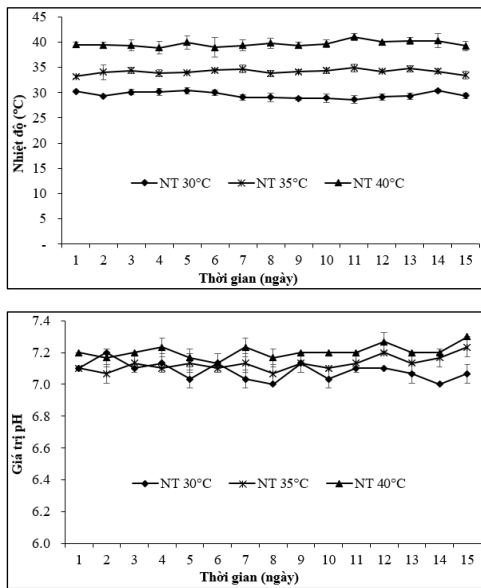 45
40
35
30
25
20
15
10
5
-
Nhiệt độ (°C)
NT 30°C NT 35°C NT 40°C
1 2 3 4 5 6 7 8 9 10 11 12 13 14 15
Thời gian (ngày)
7.4
7.2
7.0
6.8
6.6
6.4
6.2
6.0
Giá trị pH
NT 30°C NT 35°C NT 40°C
1 2 3 4 5 6 7 8 9 10 11 12 13 14 15
Thời gian (ngày)